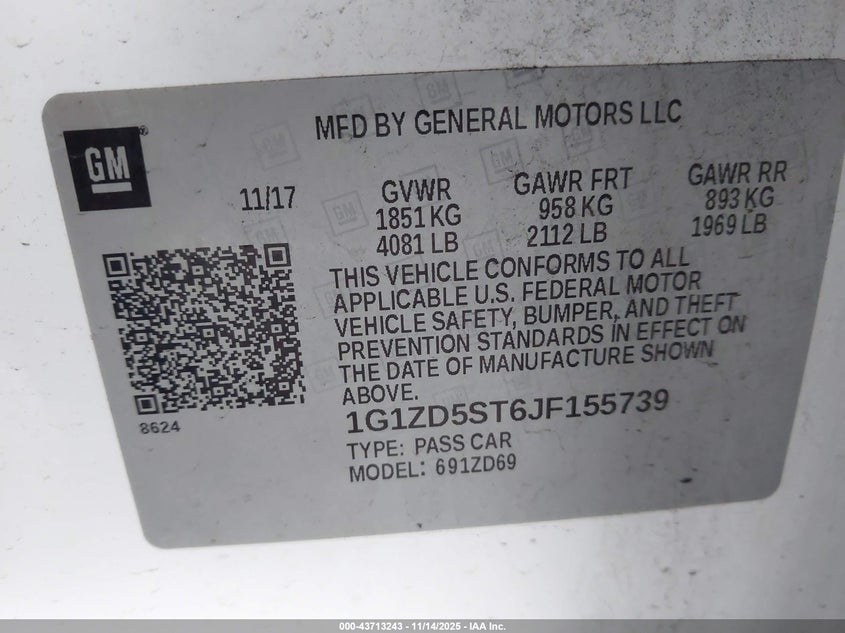 MFD BY GENERAL MOTORS LLC
GM®
11/17
GVWR GAWR FRT GAWR RR
1851 KG 958 KG 893 KG
4081 LB 2112 LB 1969 LB
THIS VEHICLE CONFORMS TO ALL
APPLICABLE U.S. FEDERAL MOTOR
VEHICLE SAFETY, BUMPER, AND THEFT
PREVENTION STANDARDS IN EFFECT ON
THE DATE OF MANUFACTURE SHOWN
ABOVE.
8624
1G1ZD5ST6JF155739
TYPE: PASS CAR
MODEL: 691ZD69
000-43713243 - 11/14/2025 - IAA Inc.